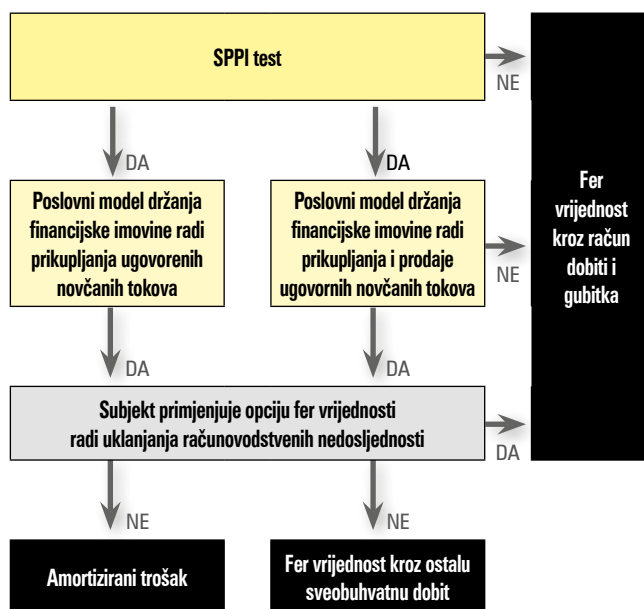 SPPI test
NE
DA
DA
Poslovni model držanja
financijske imovine radi
prikupljanja ugovorenih
novčanih tokova
Poslovni model držanja
financijske imovine radi
prikupljanja i prodaje
ugovornih novčanih tokova
NE
Fer
vrijednost
kroz račun
dobiti i
gubitka
DA
DA
Subjekt primjenjuje opciju fer vrijednosti
radi uklanjanja računovodstvenih nedosljednosti
DA
NE
NE
Amortizirani trošak
Fer vrijednost kroz ostalu
sveobuhvatnu dobit